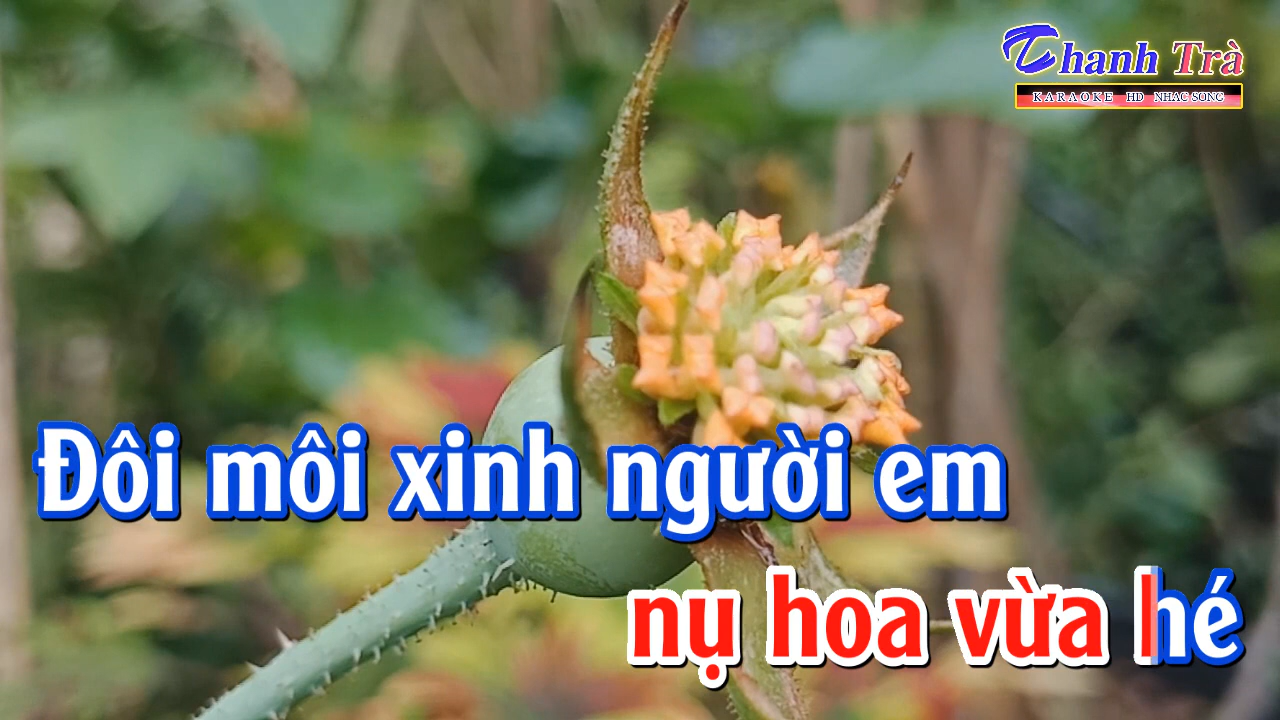 Thanh Trà
KARAOKE HD NHAC SONG
Đôi môi xinh người em
nụ hoa vừa hé